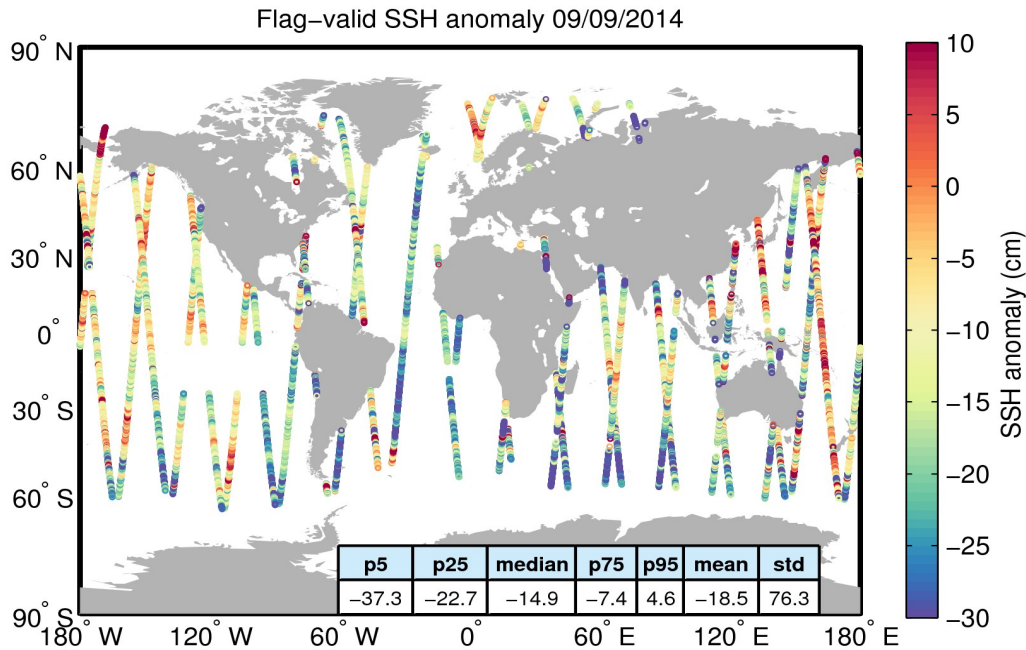 Flag−valid SSH anomaly 09/09/2014
90° N
60° N
30° N
0°
30° S
60° S
90° S
180° W
120° W
60° W
0°
60° E
120° E
180° E
p5 p25 median p75 p95 mean std
−37.3 −22.7 −14.9 −7.4 4.6 −18.5 76.3
10
5
0
−5
−10
−15
−20
−25
−30
SSH anomaly (cm)